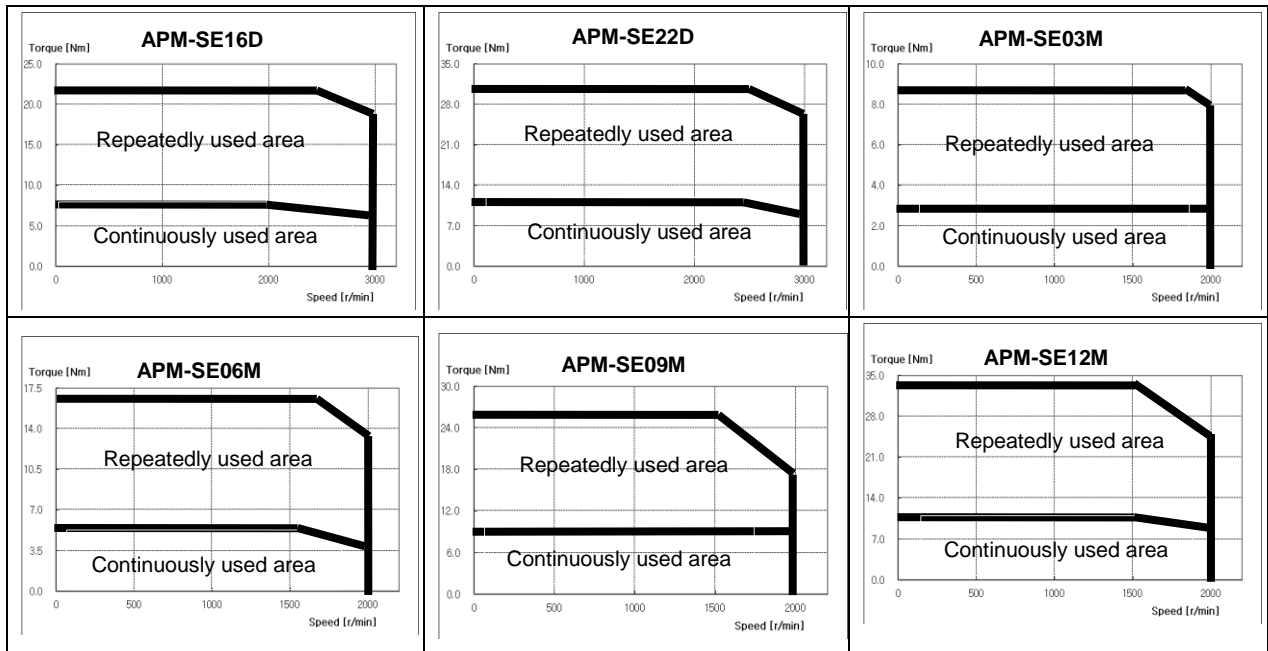 APM-SE16D
Torque [Nm]
25.0
20.0
15.0
10.0
5.0
0.0
Repeatedly used area
Continuously used area
0 1000 2000 3000
Speed [r/min]
APM-SE22D
Torque [Nm]
35.0
28.0
21.0
14.0
7.0
0.0
Repeatedly used area
Continuously used area
0 1000 2000 3000
Speed [r/min]
APM-SE03M
Torque [Nm]
10.0
8.0
6.0
4.0
2.0
0.0
Repeatedly used area
Continuously used area
0 500 1000 1500 2000
Speed [r/min]
APM-SE06M
Torque [Nm]
17.5
14.0
10.5
7.0
3.5
0.0
Repeatedly used area
Continuously used area
0 500 1000 1500 2000
Speed [r/min]
APM-SE09M
Torque [Nm]
30.0
24.0
18.0
12.0
6.0
0.0
Repeatedly used area
Continuously used area
0 500 1000 1500 2000
Speed [r/min]
APM-SE12M
Torque [Nm]
35.0
28.0
21.0
14.0
7.0
0.0
Repeatedly used area
Continuously used area
0 500 1000 1500 2000
Speed [r/min]